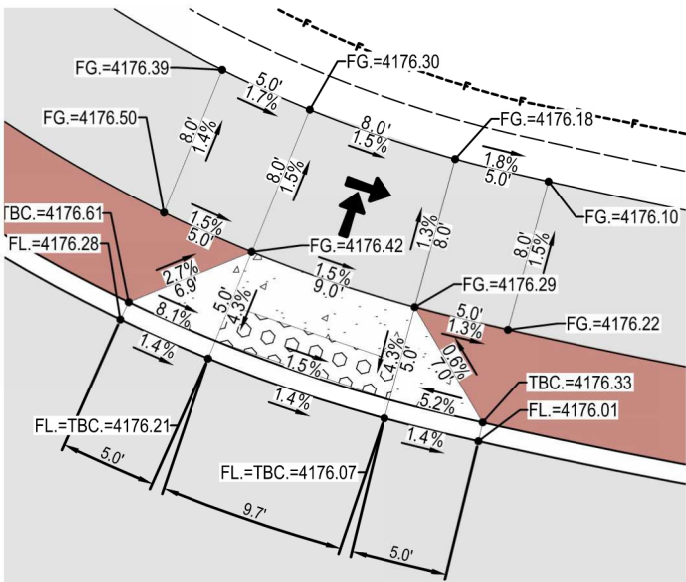 FG.=4176.39
FG.=4176.30
5.0'
1.7%
FG.=4176.18
8.0'
1.5%
FG.=4176.50
8.0'
1.4%
8.0'
1.5%
1.8%
5.0'
FG.=4176.10
TBC.=4176.61
FL.=4176.28
1.5%
5.0'
FG.=4176.42
1.3%
8.0'
8.0'
1.5%
2.7%
6.9'
1.5%
9.0'
FG.=4176.29
5.0'
4.3%
8.1%
5.0'
1.3%
FG.=4176.22
1.4%
1.5%
4.3%
5.0'
0.6%
7.0'
TBC.=4176.33
5.2%
FL.=4176.01
1.4%
FL.=TBC.=4176.21
1.4%
5.0'
FL.=TBC.=4176.07
9.7'
5.0'